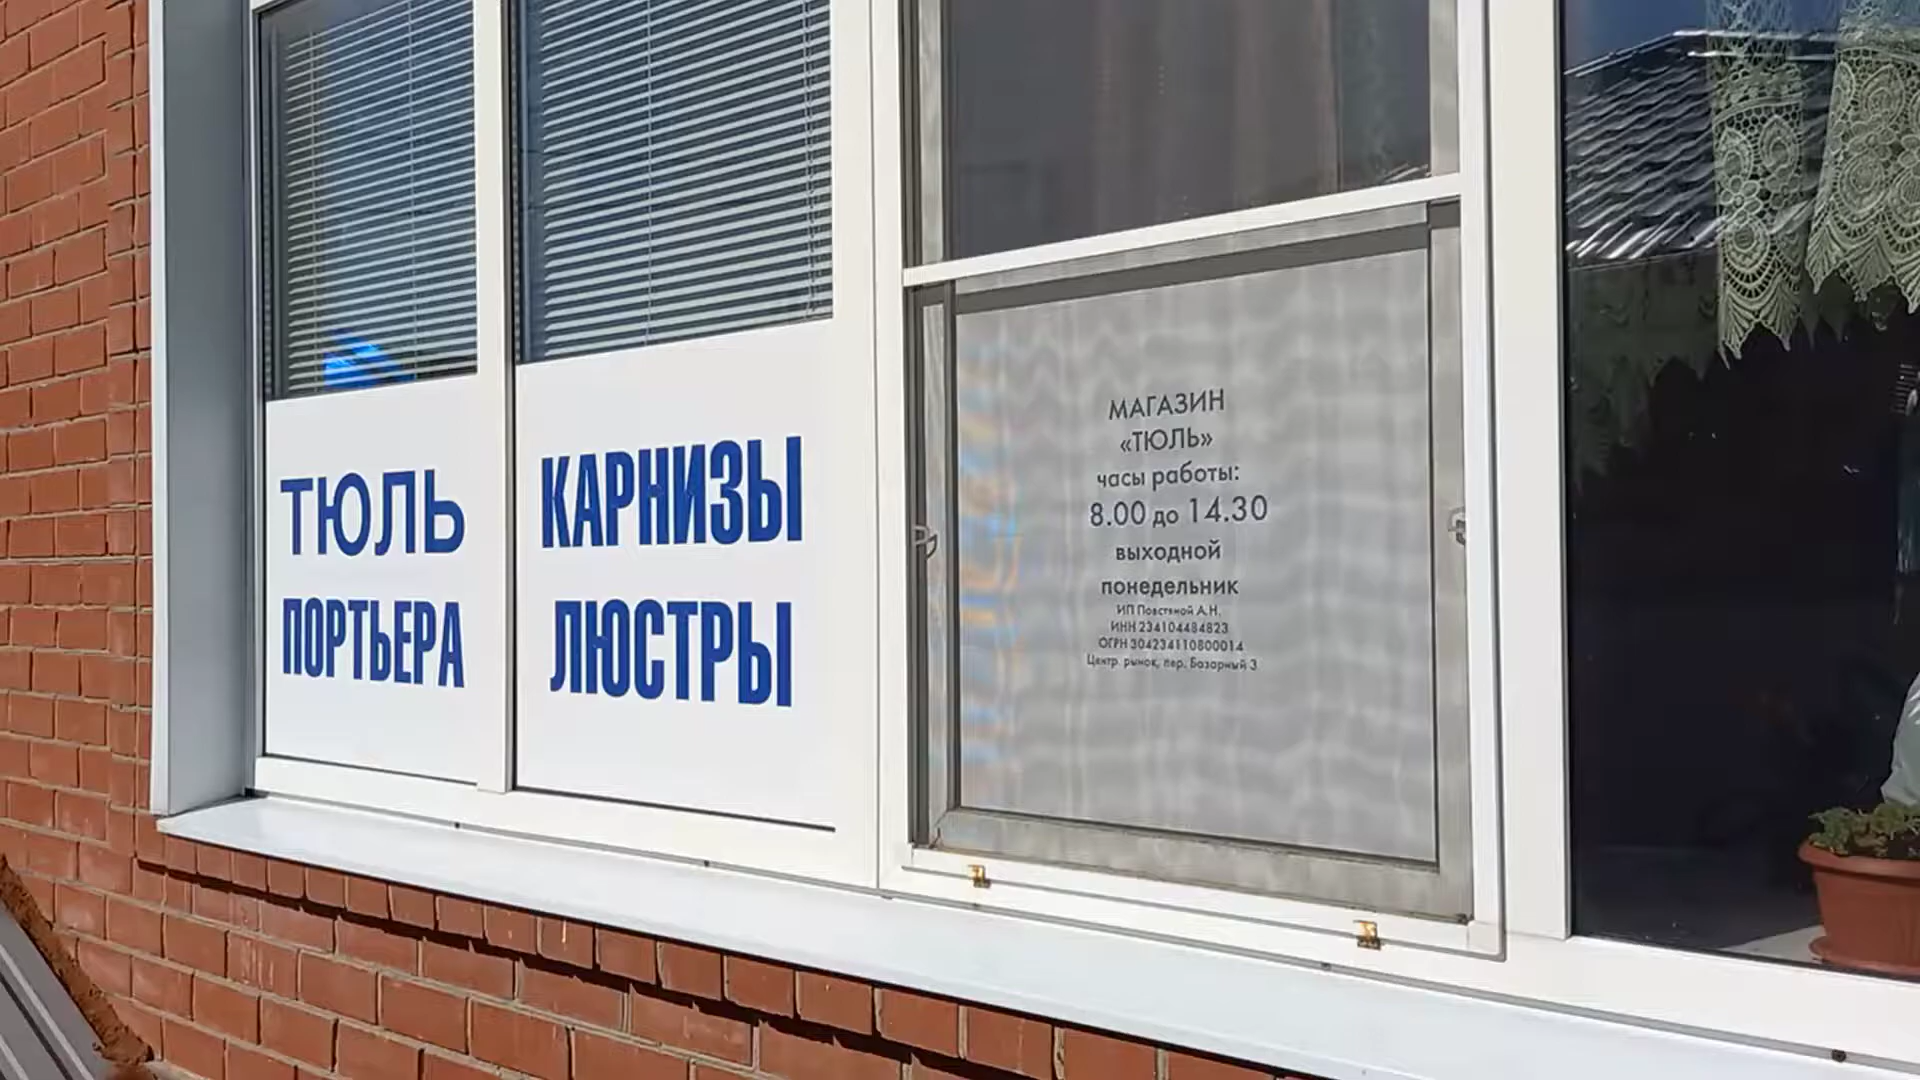 ТЮЛЬ
ПОРТЬЕРА
КАРНИЗЫ
ЛЮСТРЫ
МАГАЗИН
«ТЮЛЬ»
часы работы:
8.00 до 14.30
выходной
понедельник
ИП Повстяной А.Н.
ИНН 234104484823
ОГРН 304234110800014
Центр. рынок, пер. Базарный 3